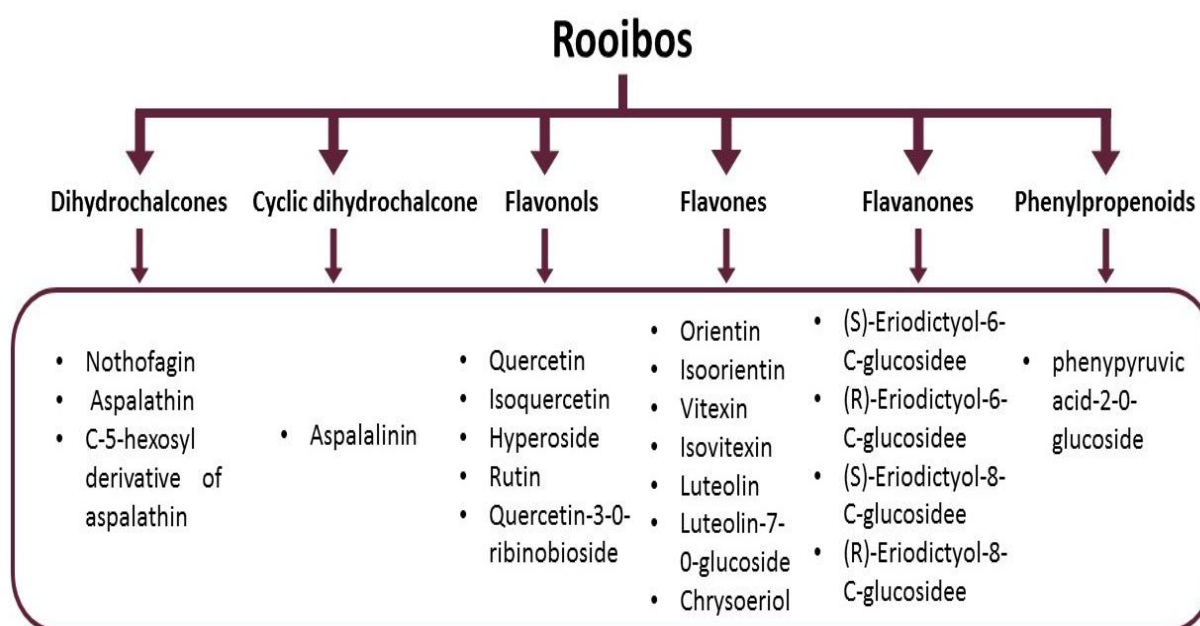 Rooibos
Dihydrochalcones
Cyclic dihydrochalcone
Flavonols
Flavones
Flavanones
Phenylpropenoids
• Nothofagin
• Aspalathin
• C-5-hexosyl
derivative of
aspalathin
• Aspalalinin
• Quercetin
• Isoquercetin
• Hyperoside
• Rutin
• Quercetin-3-0-
ribinobioside
• Orientin
• Isoorientin
• Vitexin
• Isovitexin
• Luteolin
• Luteolin-7-
0-glucoside
• Chrysoeriol
• (S)-Eriodictyol-6-
C-glucosidee
• (R)-Eriodictyol-6-
C-glucosidee
• (S)-Eriodictyol-8-
C-glucosidee
• (R)-Eriodictyol-8-
C-glucosidee
• phenypyruvic
acid-2-0-
glucoside